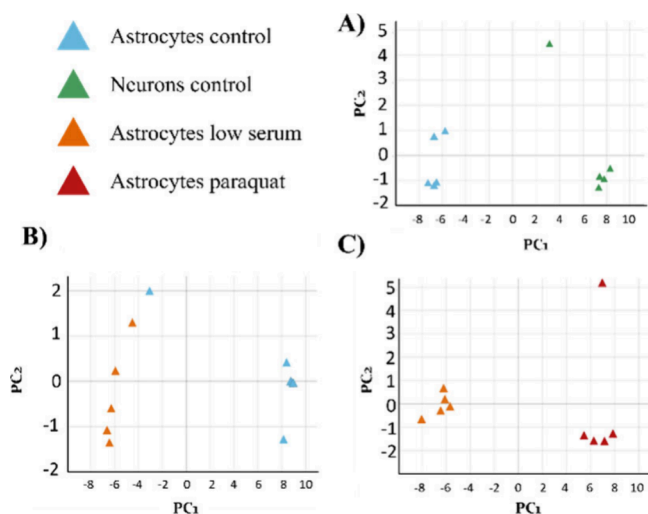 Astrocytes control
Neurons control
Astrocytes low serum
Astrocytes paraquat
A)
5
4
3
2
1
0
-1
-2
PC₂
-8 -6 -4 -2 0 2 4 6 8 10
PC₁
B)
2
1
0
-1
-2
PC₂
-8 -6 -4 -2 0 2 4 6 8 10
PC₁
C)
5
4
3
2
1
0
-1
-2
PC₂
-8 -6 -4 -2 0 2 4 6 8 10
PC₁